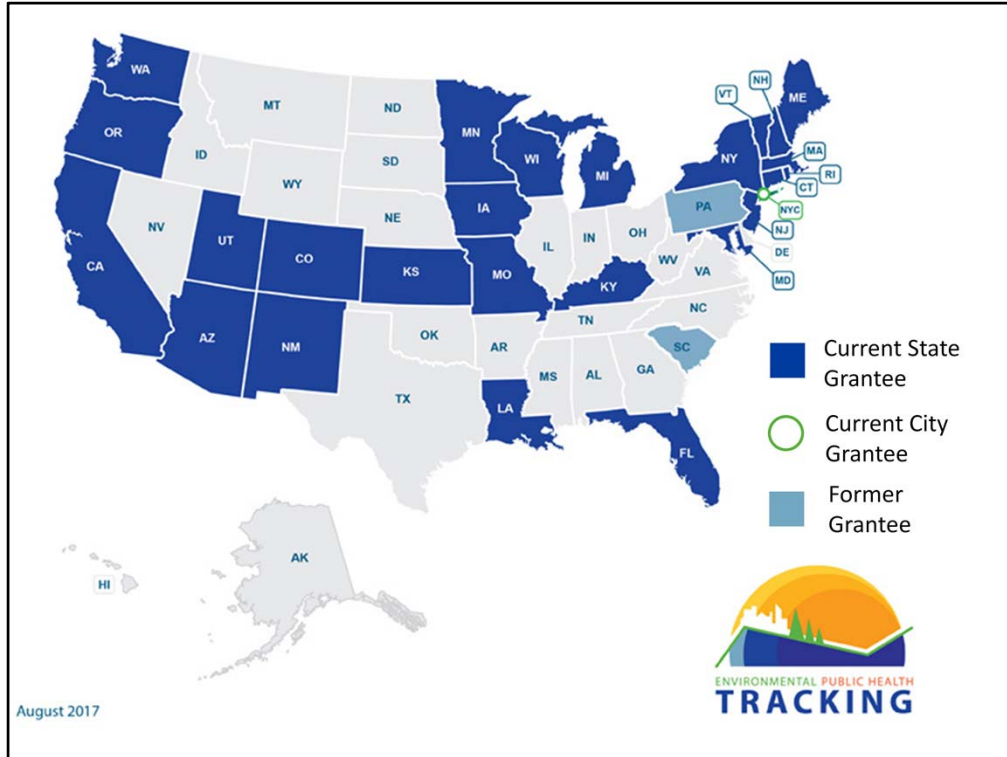 WA
MT
ND
MN
VT
NH
ME
OR
ID
SD
WI
MI
NY
MA
WY
RI
CT
IA
NE
PA
NYC
NV
UT
CO
IL
IN
OH
NJ
DE
CA
KS
MO
WV
VA
MD
KY
AZ
NM
OK
AR
TN
NC
SC
TX
MS
AL
GA
LA
FL
Current State
Grantee
Current City
Grantee
Former
Grantee
AK
HI
ENVIRONMENTAL PUBLIC HEALTH
TRACKING
August 2017